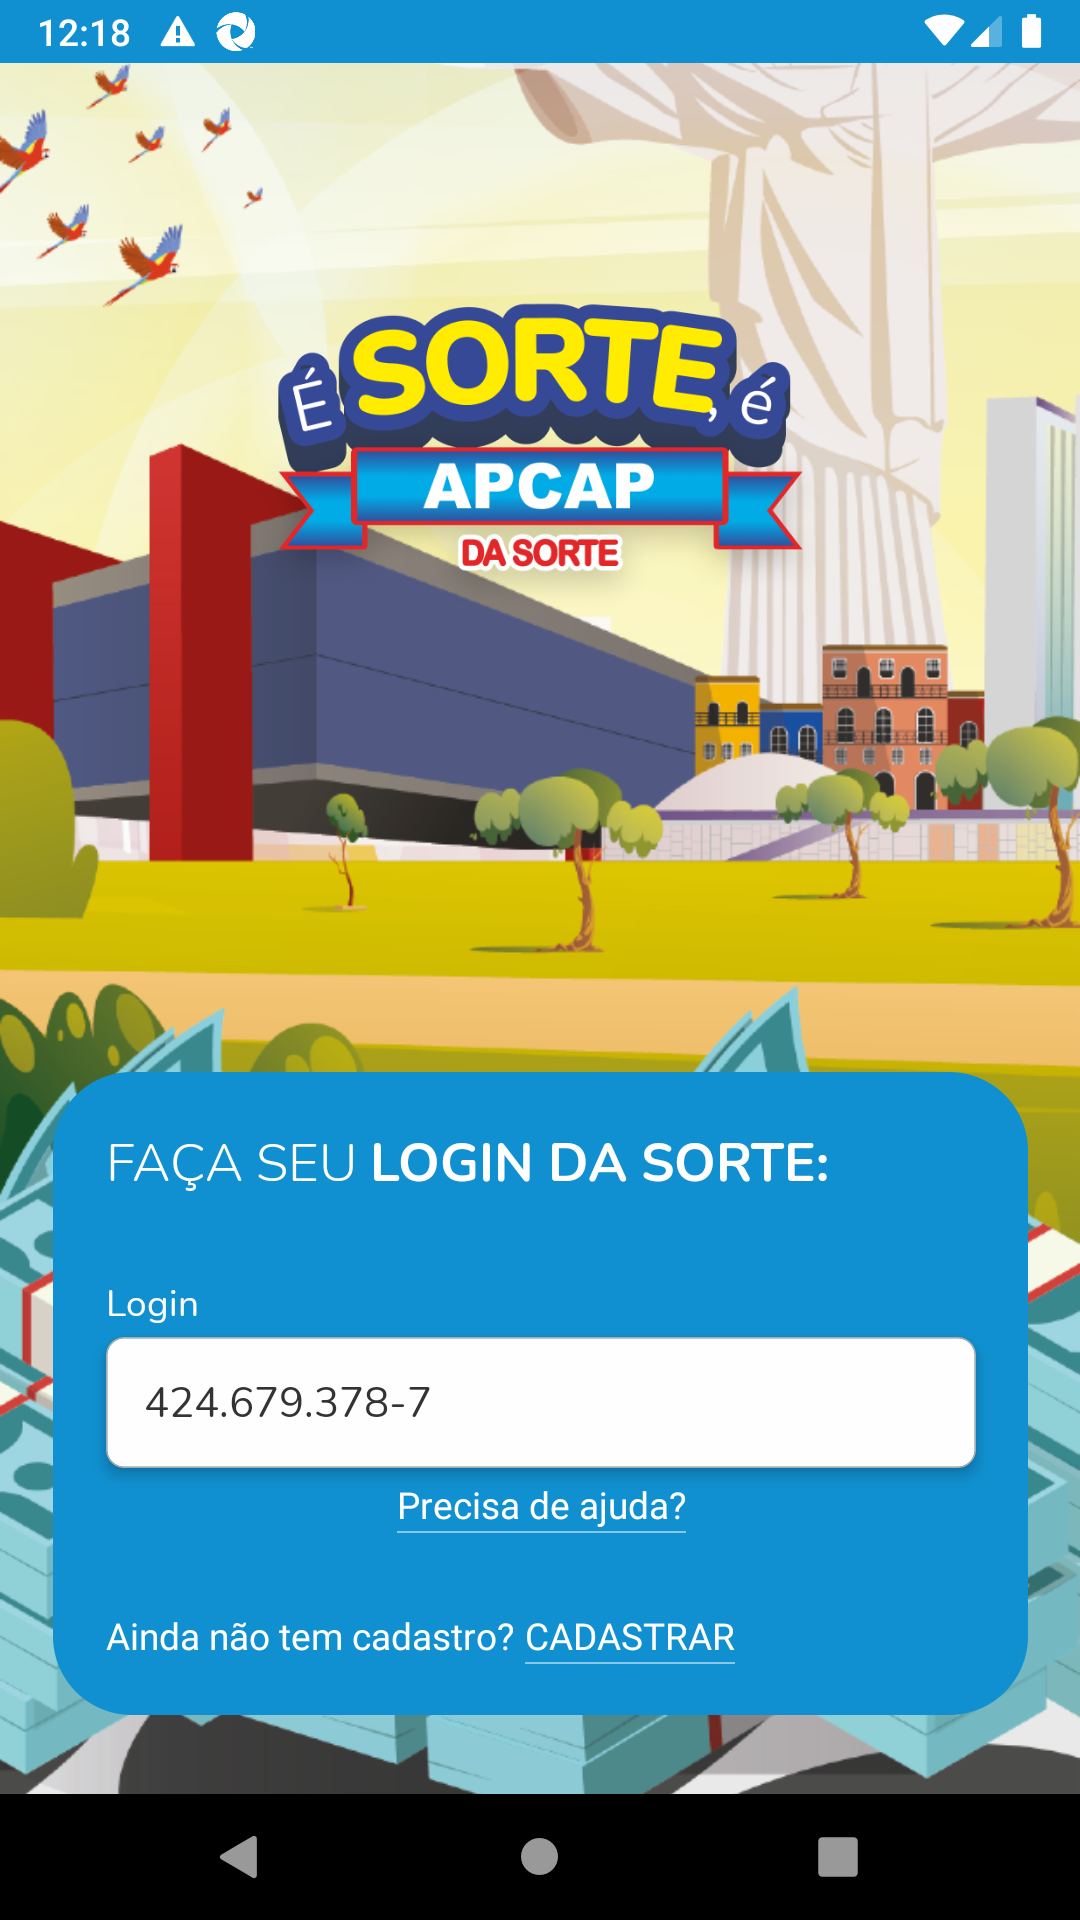 12:18
É SORTE, é
APCAP
DA SORTE
FAÇA SEU LOGIN DA SORTE:
Login
424.679.378-7
Precisa de ajuda?
Ainda não tem cadastro? CADASTRAR